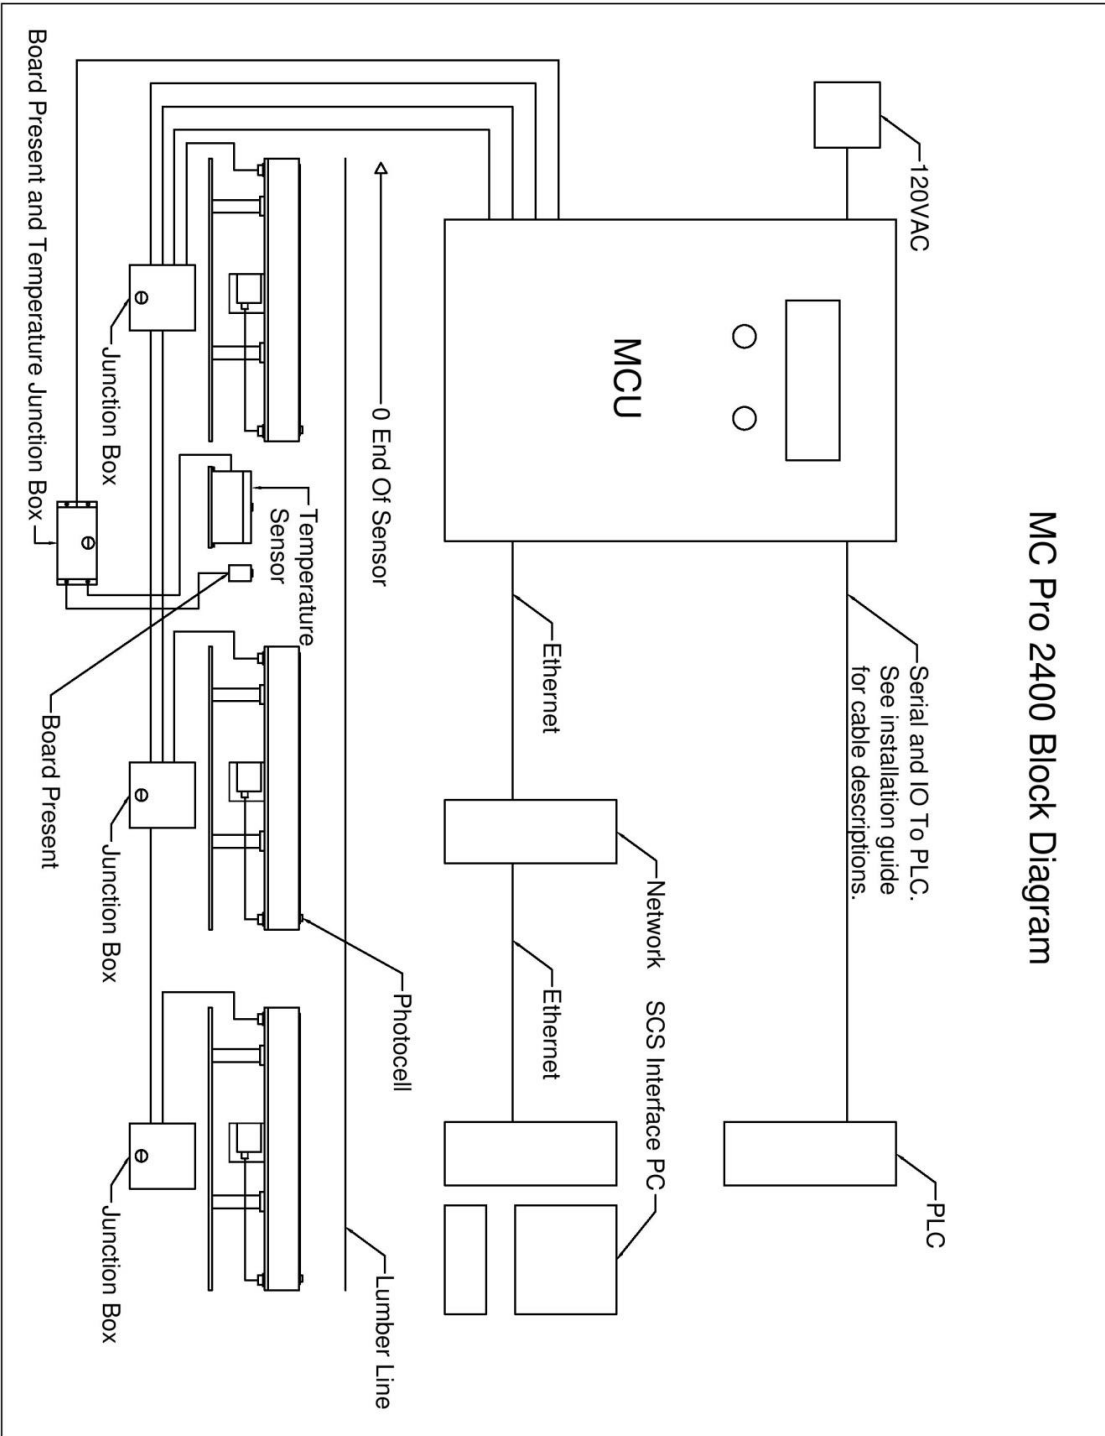 MC Pro 2400 Block Diagram
120VAC
Serial and IO To PLC.
See installation guide
for cable descriptions.
PLC
MCU
Ethernet
Network
Ethernet
SCS Interface PC
0 End Of Sensor
Photocell
Lumber Line
Temperature
Sensor
Junction Box
Board Present
Junction Box
Junction Box
Board Present and Temperature Junction Box